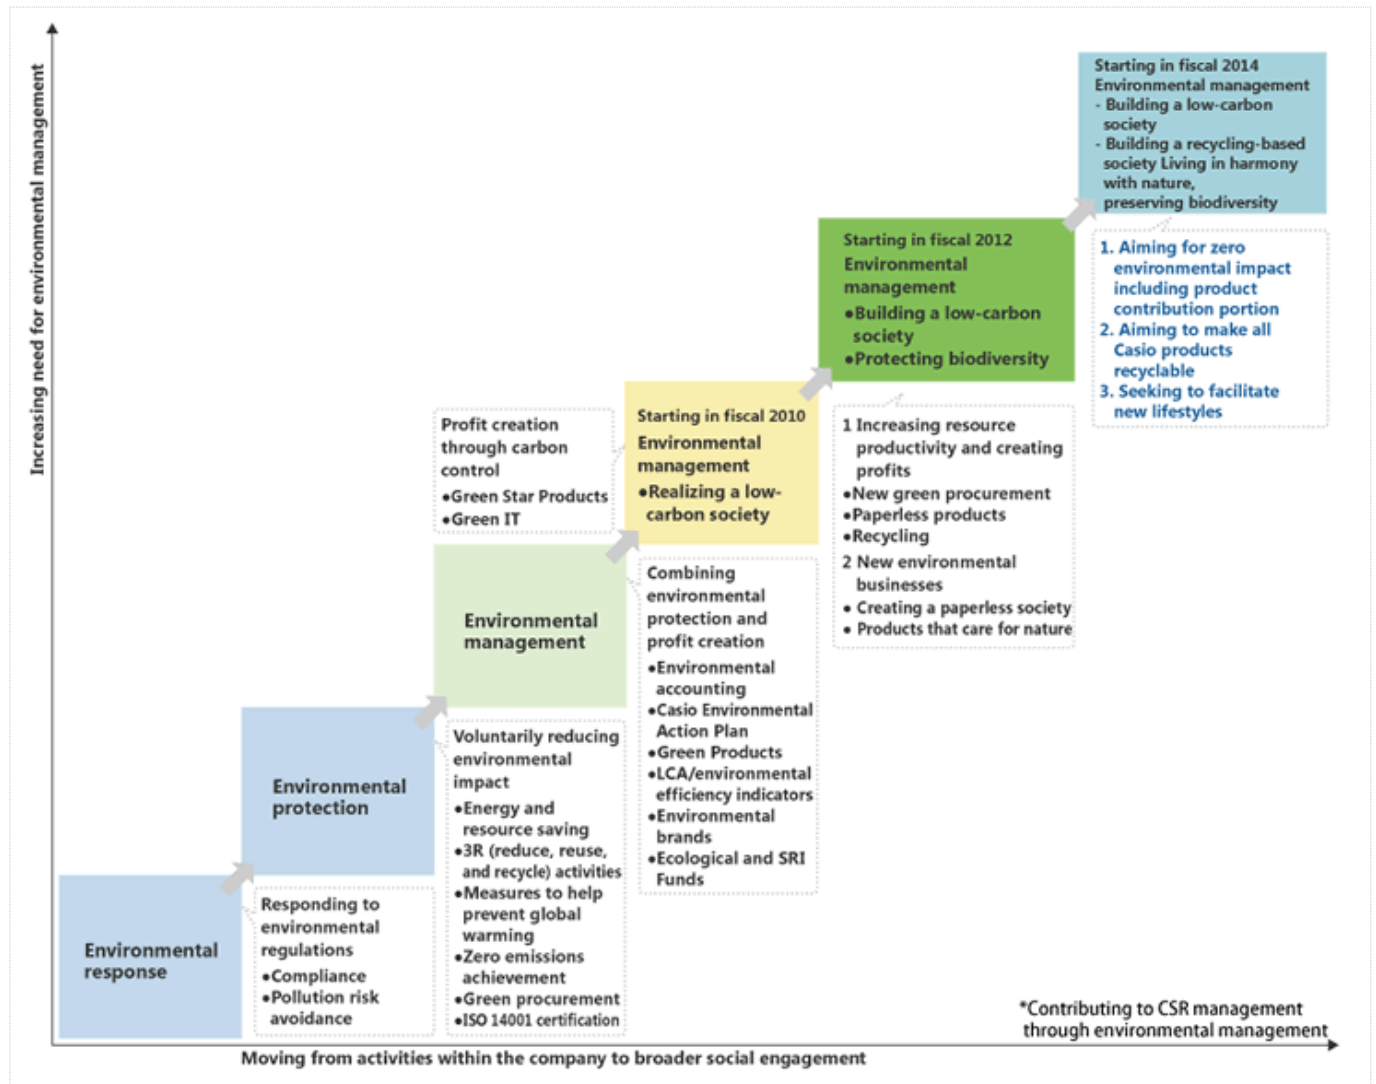 Increasing need for environmental management
Starting in fiscal 2014
Environmental management
- Building a low-carbon
society
- Building a recycling-based
society Living in harmony
with nature,
preserving biodiversity
1. Aiming for zero
environmental impact
including product
contribution portion
2. Aiming to make all
Casio products
recyclable
3. Seeking to facilitate
new lifestyles
Starting in fiscal 2012
Environmental
management
●Building a low-carbon
society
●Protecting biodiversity
1 Increasing resource
productivity and creating
profits
●New green procurement
●Paperless products
●Recycling
2 New environmental
businesses
● Creating a paperless society
● Products that care for nature
Starting in fiscal 2010
Environmental
management
●Realizing a low-
carbon society
Profit creation
through carbon
control
●Green Star Products
●Green IT
Combining
environmental
protection and
profit creation
●Environmental
accounting
●Casio Environmental
Action Plan
●Green Products
●LCA/environmental
efficiency indicators
●Environmental
brands
●Ecological and SRI
Funds
Environmental
management
Voluntarily reducing
environmental
impact
●Energy and
resource saving
●3R (reduce, reuse,
and recycle) activities
●Measures to help
prevent global
warming
●Zero emissions
achievement
●Green procurement
●ISO 14001 certification
Environmental
protection
Responding to
environmental
regulations
●Compliance
●Pollution risk
avoidance
Environmental
response
*Contributing to CSR management
through environmental management
Moving from activities within the company to broader social engagement